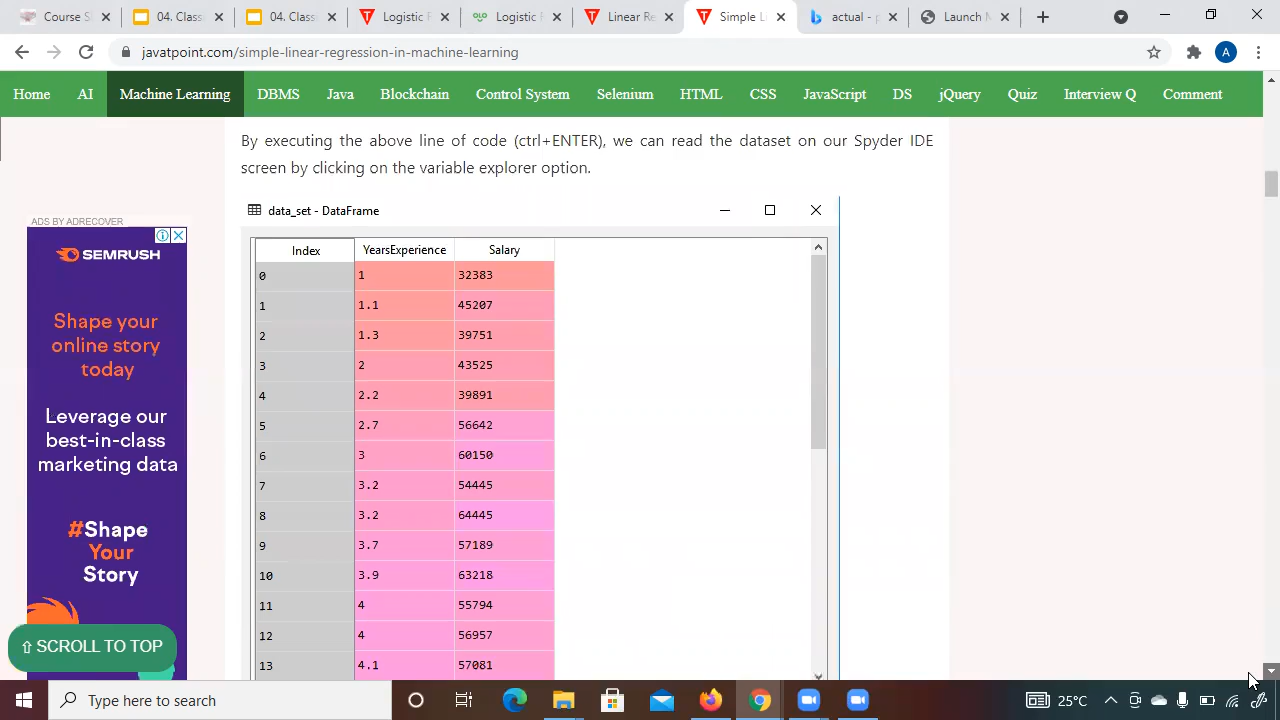 Course S
04. Class
04. Class
Logistic R
OLO
Logistic R
Linear Re
Simple Li
actual - p
Launch M
javatpoint.com/simple-linear-regression-in-machine-learning
A
Home AI Machine Learning DBMS Java Blockchain Control System Selenium HTML CSS JavaScript DS jQuery Quiz Interview Q Comment
By executing the above line of code (ctrl+ENTER), we can read the dataset on our Spyder IDE
screen by clicking on the variable explorer option.
ADS BY ADRECOVER
SEMRUSH
Shape your
online story
today
Leverage our
best-in-class
marketing data
#Shape
Your
Story
SCROLL TO TOP
data_set - DataFrame
Index YearsExperience Salary
0 1 32383
1 1.1 45207
2 1.3 39751
3 2 43525
4 2.2 39891
5 2.7 56642
6 3 60150
7 3.2 54445
8 3.2 64445
9 3.7 57189
10 3.9 63218
11 4 55794
12 4 56957
13 4.1 57081
Type here to search
25°C